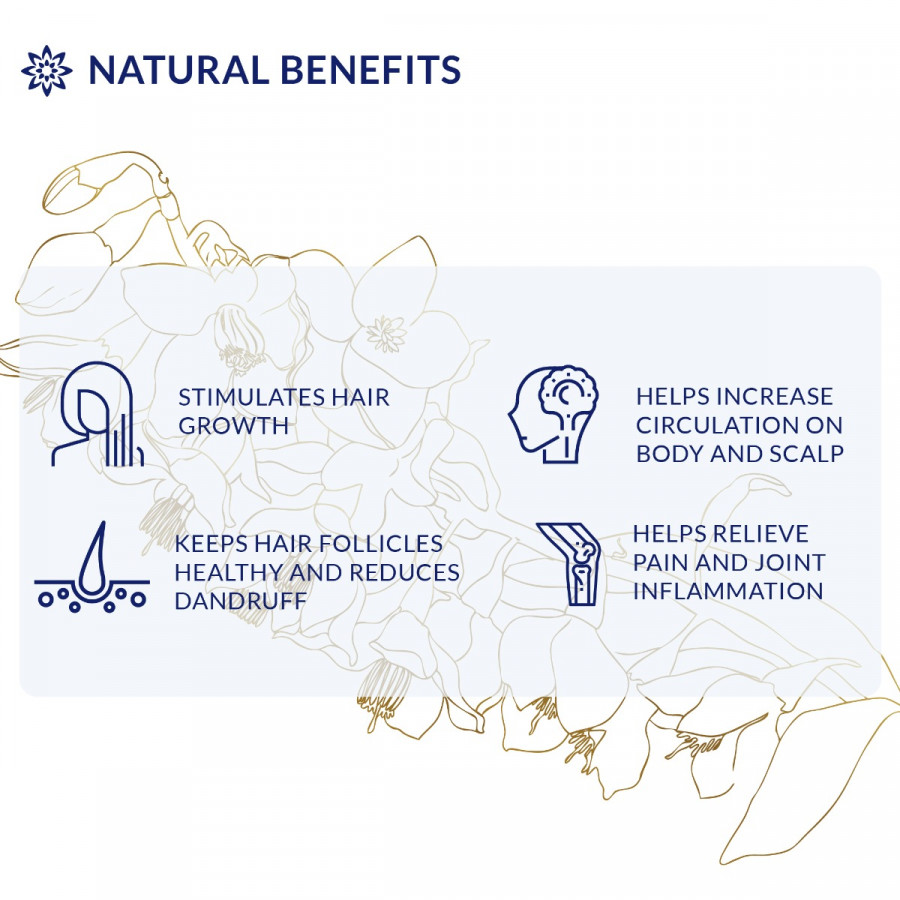 NATURAL BENEFITS
STIMULATES HAIR
GROWTH
HELPS INCREASE
CIRCULATION ON
BODY AND SCALP
KEEPS HAIR FOLLICLES
HEALTHY AND REDUCES
DANDRUFF
HELPS RELIEVE
PAIN AND JOINT
INFLAMMATION